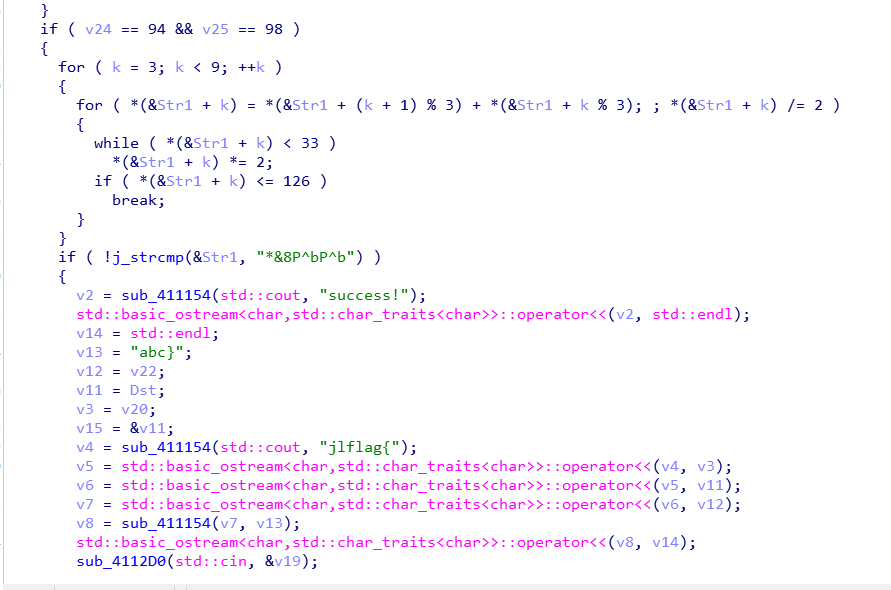 }
if ( v24 == 94 && v25 == 98 )
{
for ( k = 3; k < 9; ++k )
{
for ( *(&Str1 + k) = *(&Str1 + (k + 1) % 3) + *(&Str1 + k % 3); ; *(&Str1 + k) /= 2 )
{
while ( *(&Str1 + k) < 33 )
*(&Str1 + k) *= 2;
if ( *(&Str1 + k) <= 126 )
break;
}
}
if ( !j_strcmp(&Str1, "*&8P^bP^b") )
{
v2 = sub_411154(std::cout, "success!");
std::basic_ostream<char,std::char_traits<char>>::operator<<(v2, std::endl);
v14 = std::endl;
v13 = "abc}";
v12 = v22;
v11 = Dst;
v3 = v20;
v15 = &v11;
v4 = sub_411154(std::cout, "jlflag{");
v5 = std::basic_ostream<char,std::char_traits<char>>::operator<<(v4, v3);
v6 = std::basic_ostream<char,std::char_traits<char>>::operator<<(v5, v11);
v7 = std::basic_ostream<char,std::char_traits<char>>::operator<<(v6, v12);
v8 = sub_411154(v7, v13);
std::basic_ostream<char,std::char_traits<char>>::operator<<(v8, v14);
sub_4112D0(std::cin, &v19);